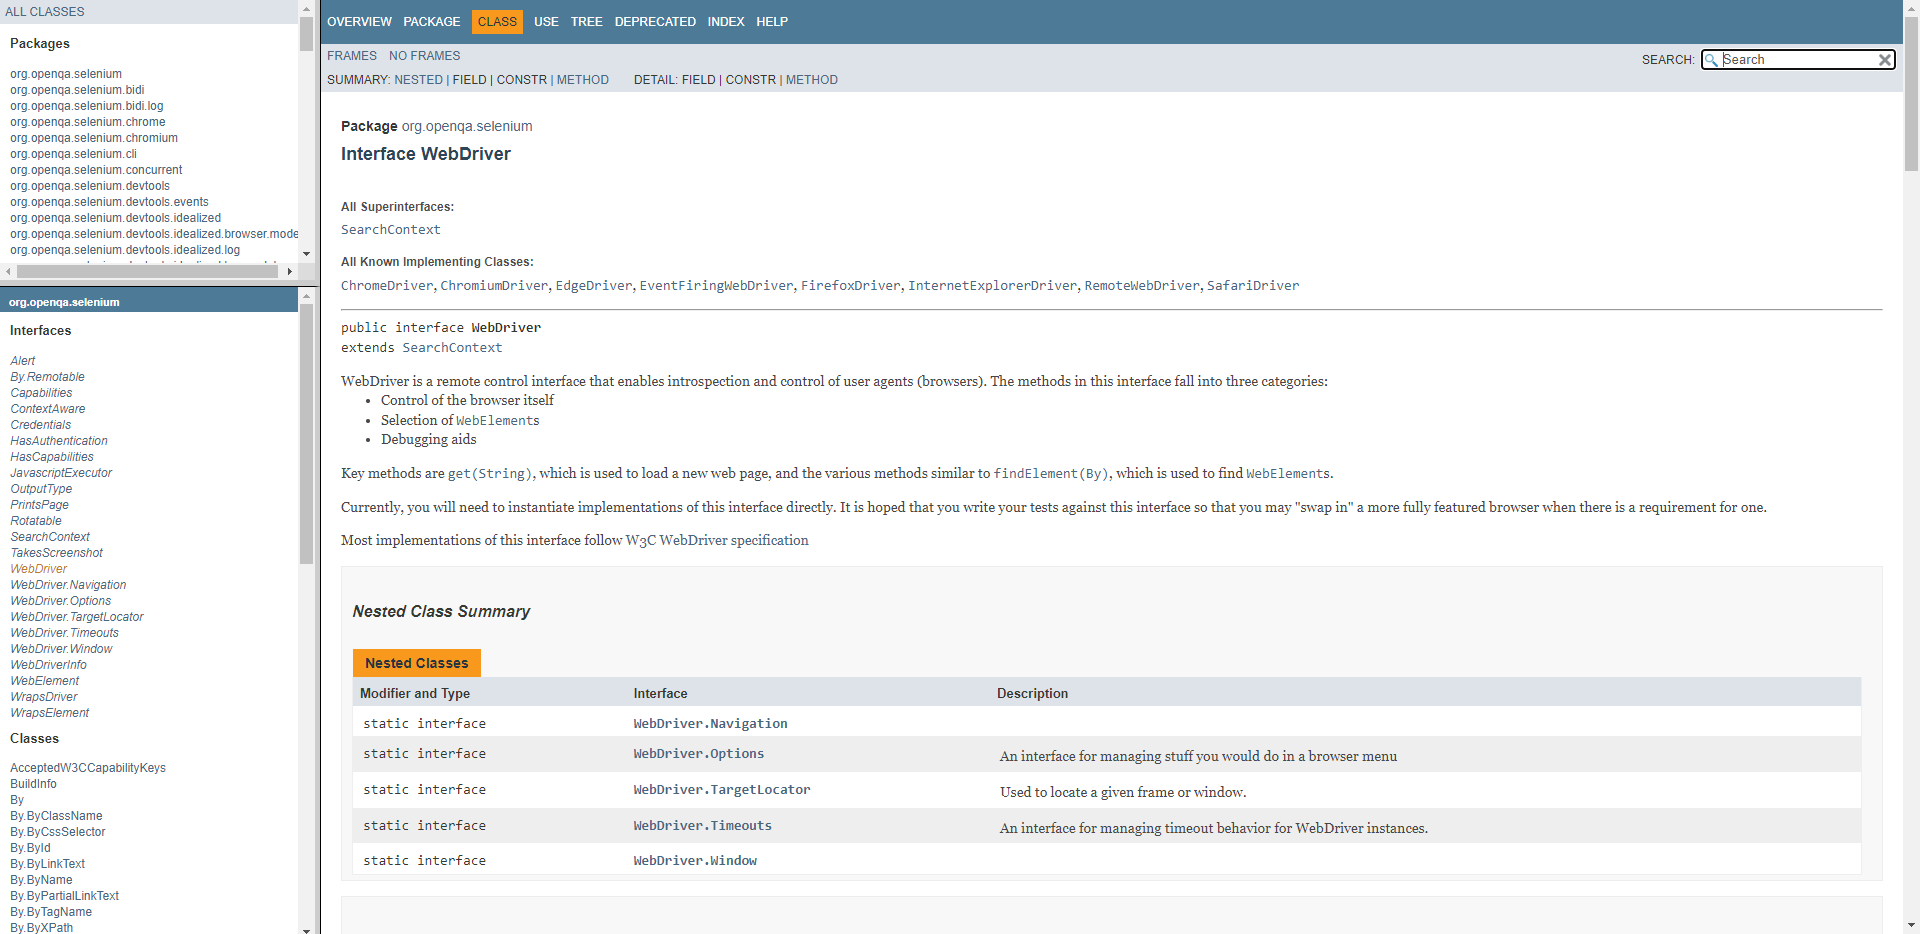 ALL CLASSES
Packages
org.openqa.selenium
org.openqa.selenium.bidi
org.openqa.selenium.bidi.log
org.openqa.selenium.chrome
org.openqa.selenium.chromium
org.openqa.selenium.cli
org.openqa.selenium.concurrent
org.openqa.selenium.devtools
org.openqa.selenium.devtools.events
org.openqa.selenium.devtools.idealized
org.openqa.selenium.devtools.idealized.browser.mode
org.openqa.selenium.devtools.idealized.log
org.openqa.selenium
Interfaces
Alert
By.Remotable
Capabilities
ContextAware
Credentials
HasAuthentication
HasCapabilities
JavascriptExecutor
OutputType
PrintsPage
Rotatable
SearchContext
TakesScreenshot
WebDriver
WebDriver.Navigation
WebDriver.Options
WebDriver.TargetLocator
WebDriver.Timeouts
WebDriver.Window
WebDriverInfo
WebElement
WrapsDriver
WrapsElement
Classes
AcceptedW3CCapabilityKeys
BuildInfo
By
By.ByClassName
By.ByCssSelector
By.ById
By.ByLinkText
By.ByName
By.ByPartialLinkText
By.ByTagName
By.ByXPath
OVERVIEW PACKAGE CLASS USE TREE DEPRECATED INDEX HELP
FRAMES NO FRAMES
SEARCH: Search
SUMMARY: NESTED | FIELD | CONSTR | METHOD DETAIL: FIELD | CONSTR | METHOD
Package org.openqa.selenium
Interface WebDriver
All Superinterfaces:
SearchContext
All Known Implementing Classes:
ChromeDriver, ChromiumDriver, EdgeDriver, EventFiringWebDriver, FirefoxDriver, InternetExplorerDriver, RemoteWebDriver, SafariDriver
public interface WebDriver
extends SearchContext
WebDriver is a remote control interface that enables introspection and control of user agents (browsers). The methods in this interface fall into three categories:
• Control of the browser itself
• Selection of WebElements
• Debugging aids
Key methods are get(String), which is used to load a new web page, and the various methods similar to findElement(By), which is used to find WebElements.
Currently, you will need to instantiate implementations of this interface directly. It is hoped that you write your tests against this interface so that you may "swap in" a more fully featured browser when there is a requirement for one.
Most implementations of this interface follow W3C WebDriver specification
Nested Class Summary
Nested Classes
Modifier and Type Interface Description
static interface WebDriver.Navigation
static interface WebDriver.Options An interface for managing stuff you would do in a browser menu
static interface WebDriver.TargetLocator Used to locate a given frame or window.
static interface WebDriver.Timeouts An interface for managing timeout behavior for WebDriver instances.
static interface WebDriver.Window